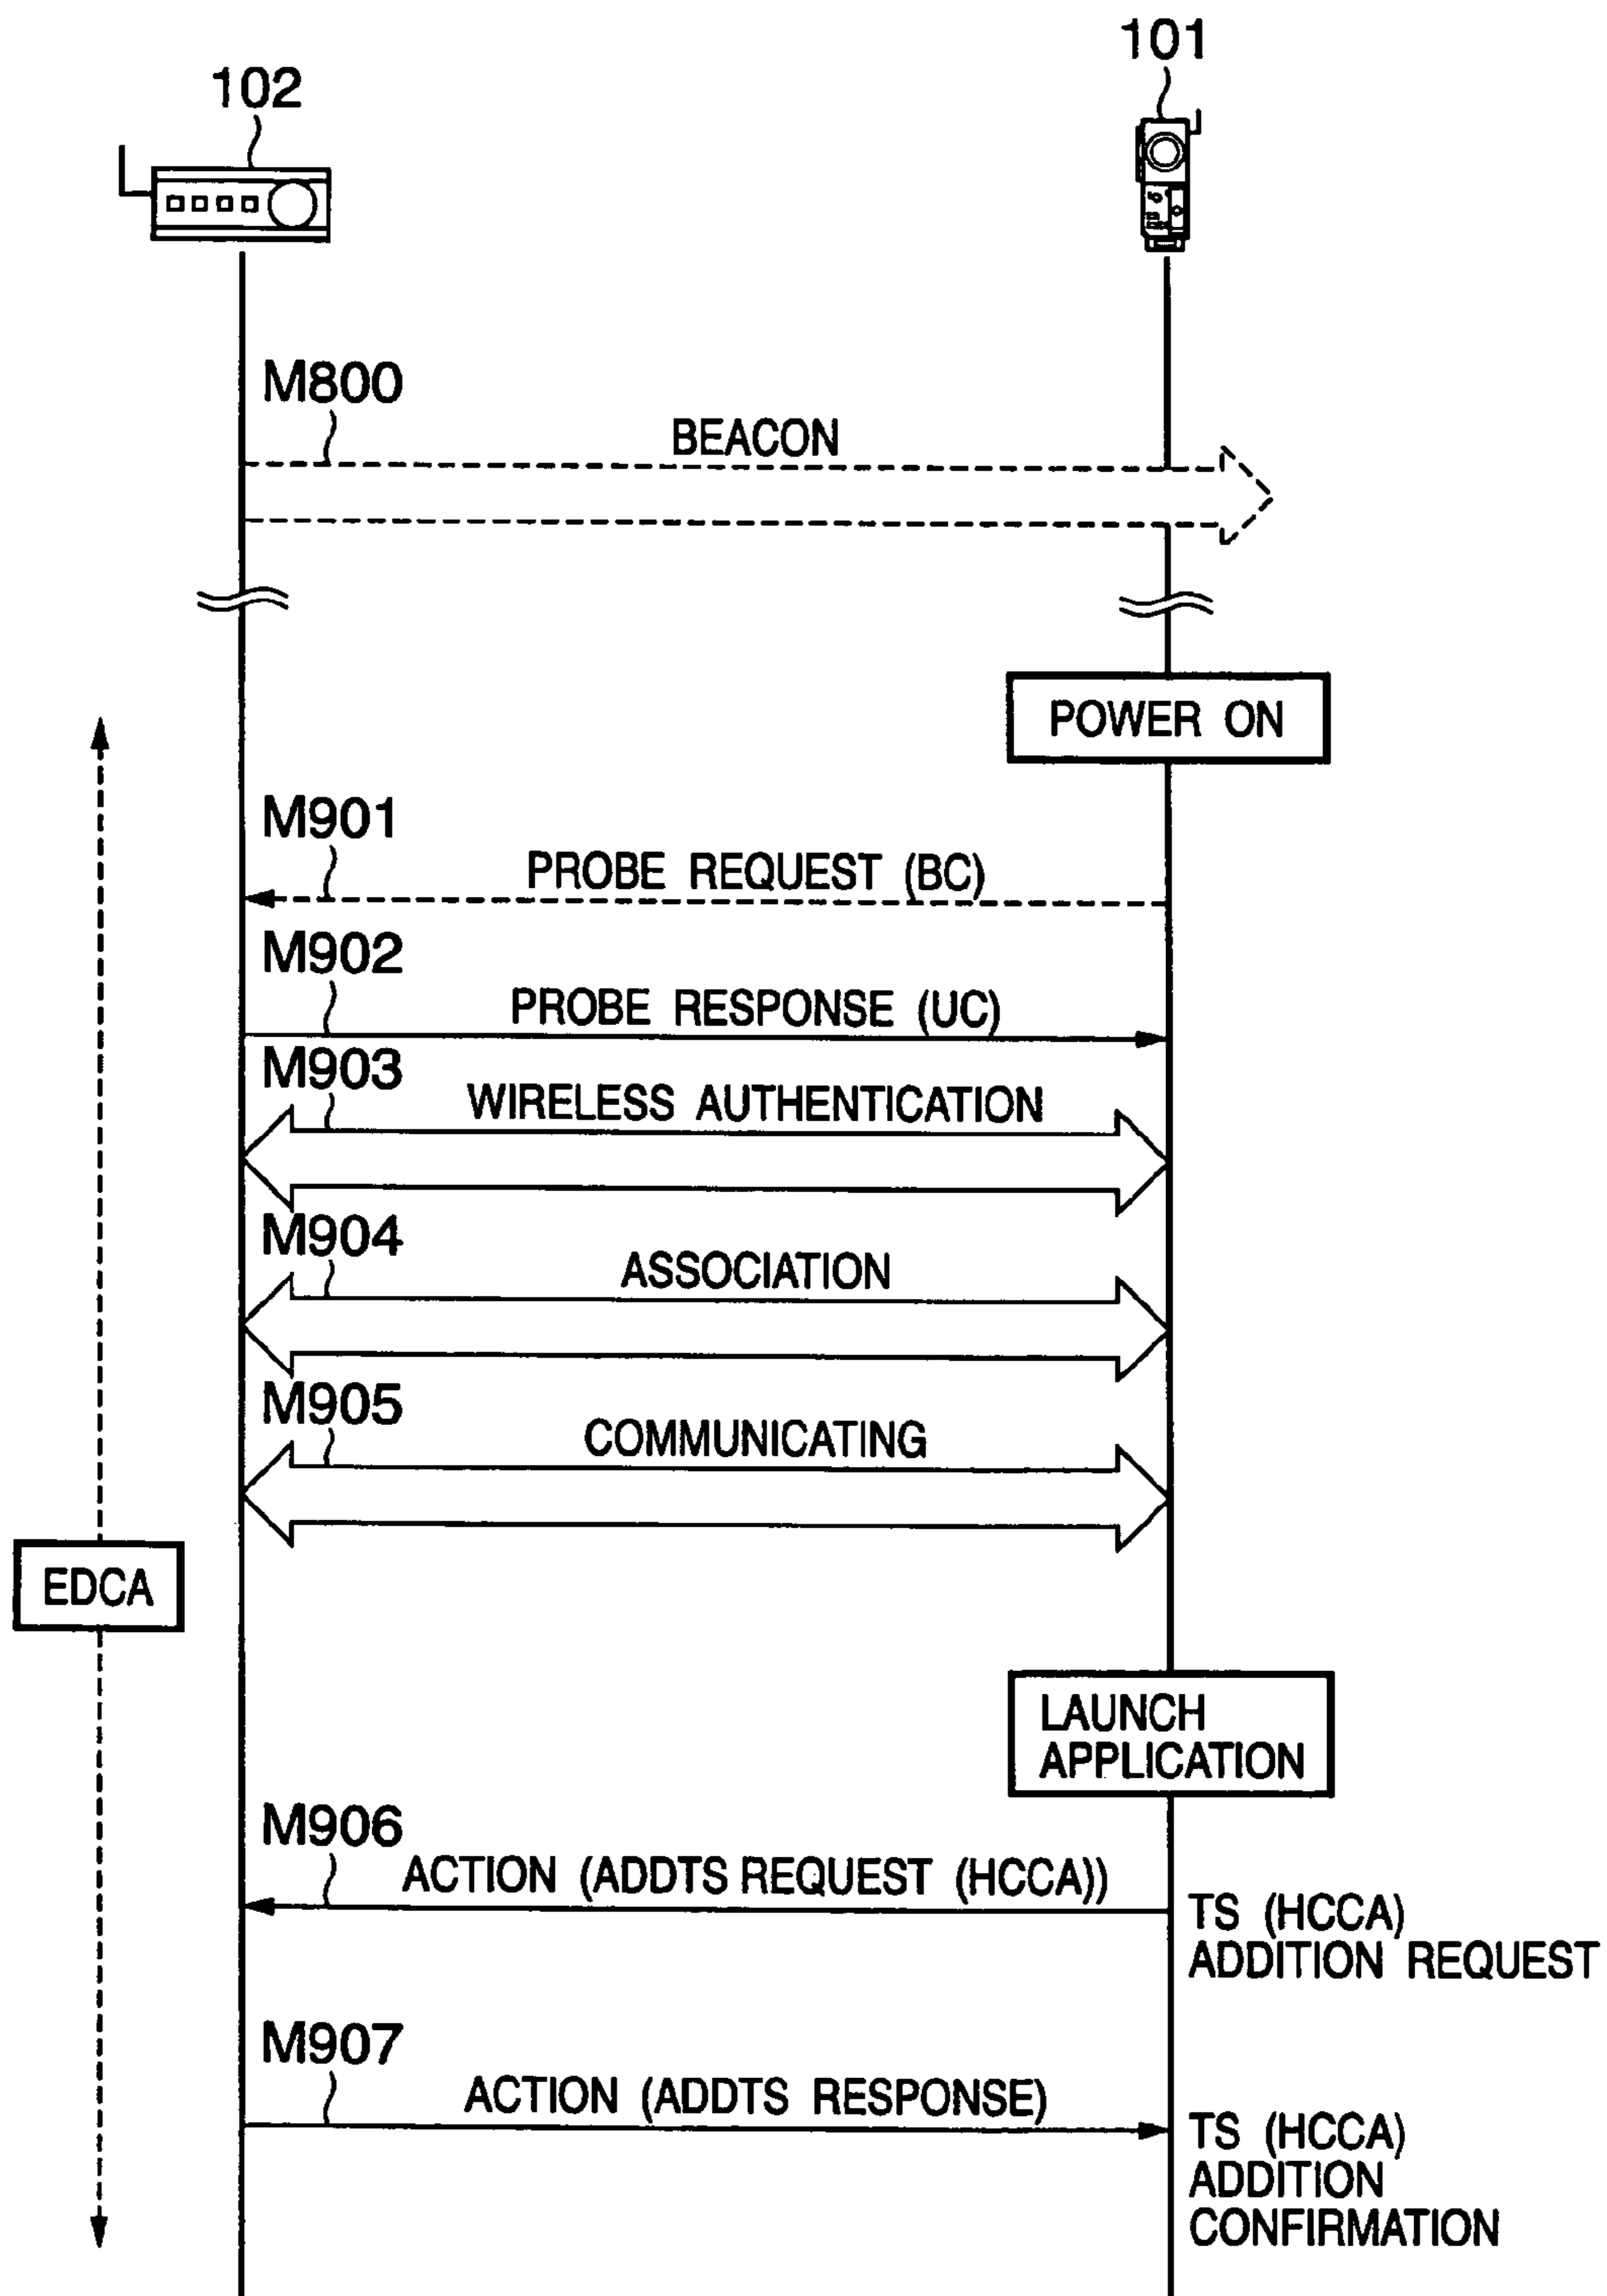 101
102
M800
BEACON
POWER ON
M901
PROBE REQUEST (BC)
M902
PROBE RESPONSE (UC)
M903
WIRELESS AUTHENTICATION
M904
ASSOCIATION
M905
COMMUNICATING
EDCA
LAUNCH
APPLICATION
M906
ACTION (ADDTS REQUEST (HCCA))
TS (HCCA)
ADDITION REQUEST
M907
ACTION (ADDTS RESPONSE)
TS (HCCA)
ADDITION
CONFIRMATION